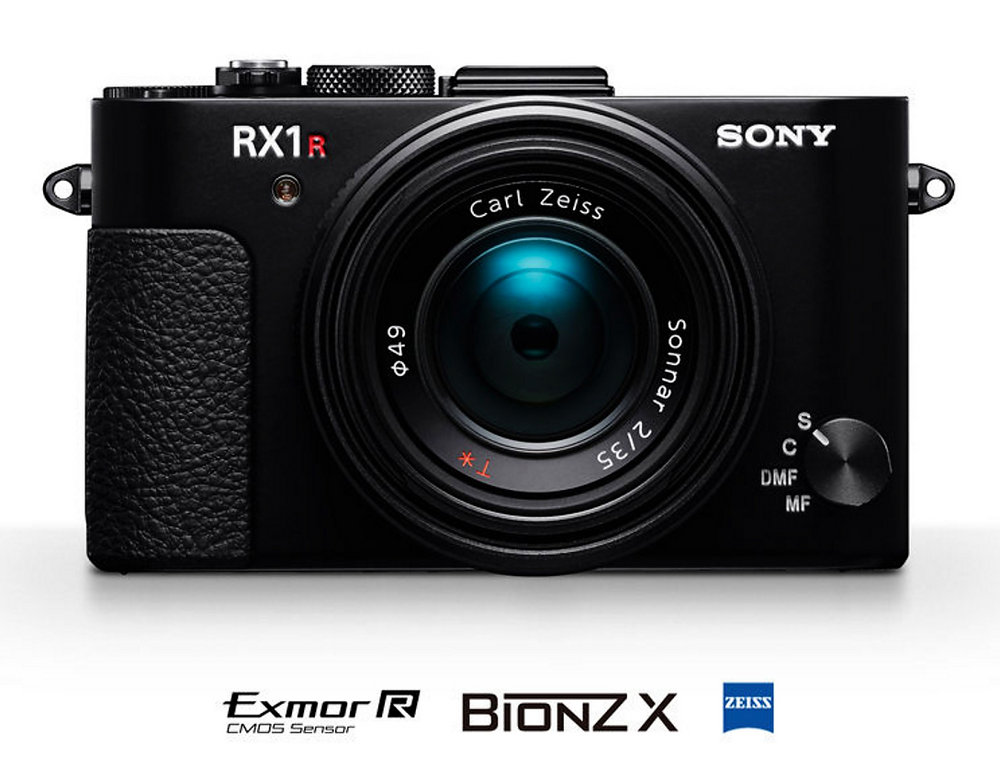 RX1R
SONY
Carl Zeiss
Sonnar 2/35
T*
Φ49
S
C
DMF
MF
Exmor R
CMOS Sensor
BIONZ X
ZEISS